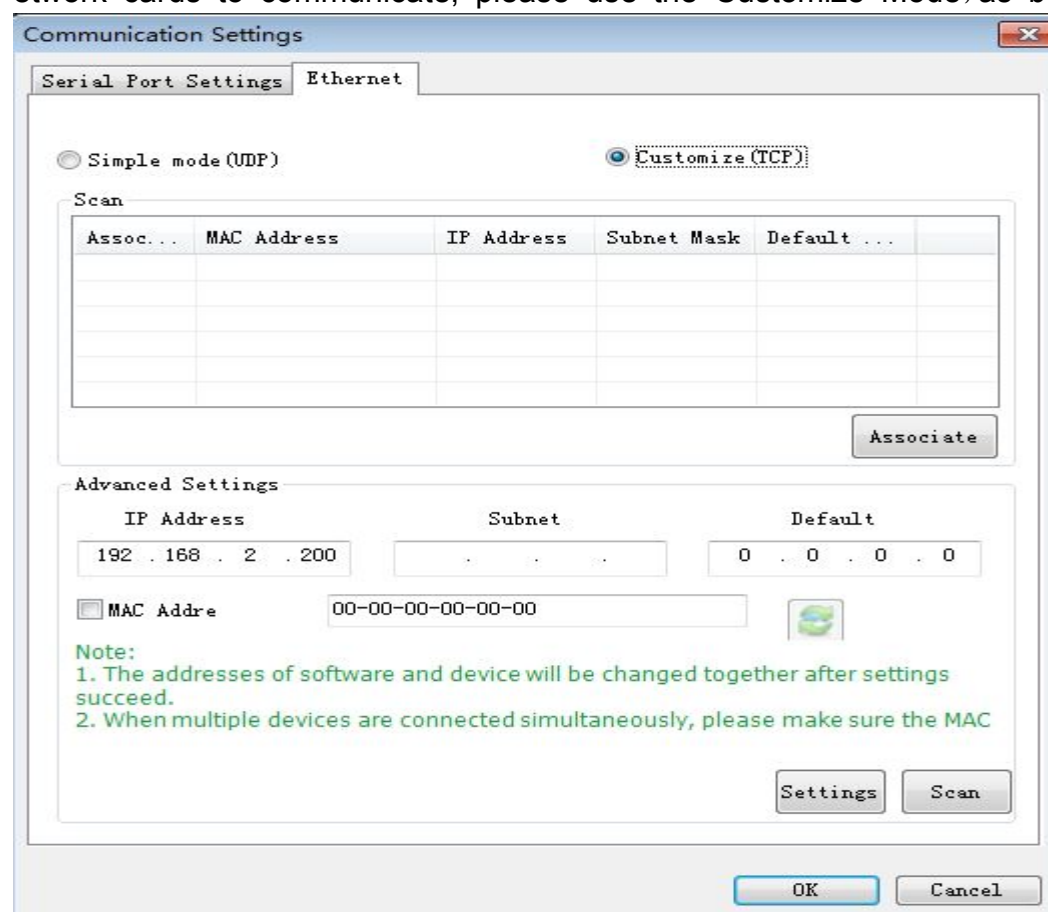 etwork cards to communicate, please use the Customize Mode,as b
Communication Settings
Serial Port Settings Ethernet
Simple mode(UDP) Customize(TCP)
Scan
Assoc... MAC Address IP Address Subnet Mask Default ...
Associate
Advanced Settings
IP Address Subnet Default
192 . 168 . 2 . 200 . . . 0 . 0 . 0 . 0
MAC Addre 00-00-00-00-00-00
Note:
1. The addresses of software and device will be changed together after settings
succeed.
2. When multiple devices are connected simultaneously, please make sure the MAC
Settings Scan
OK Cancel